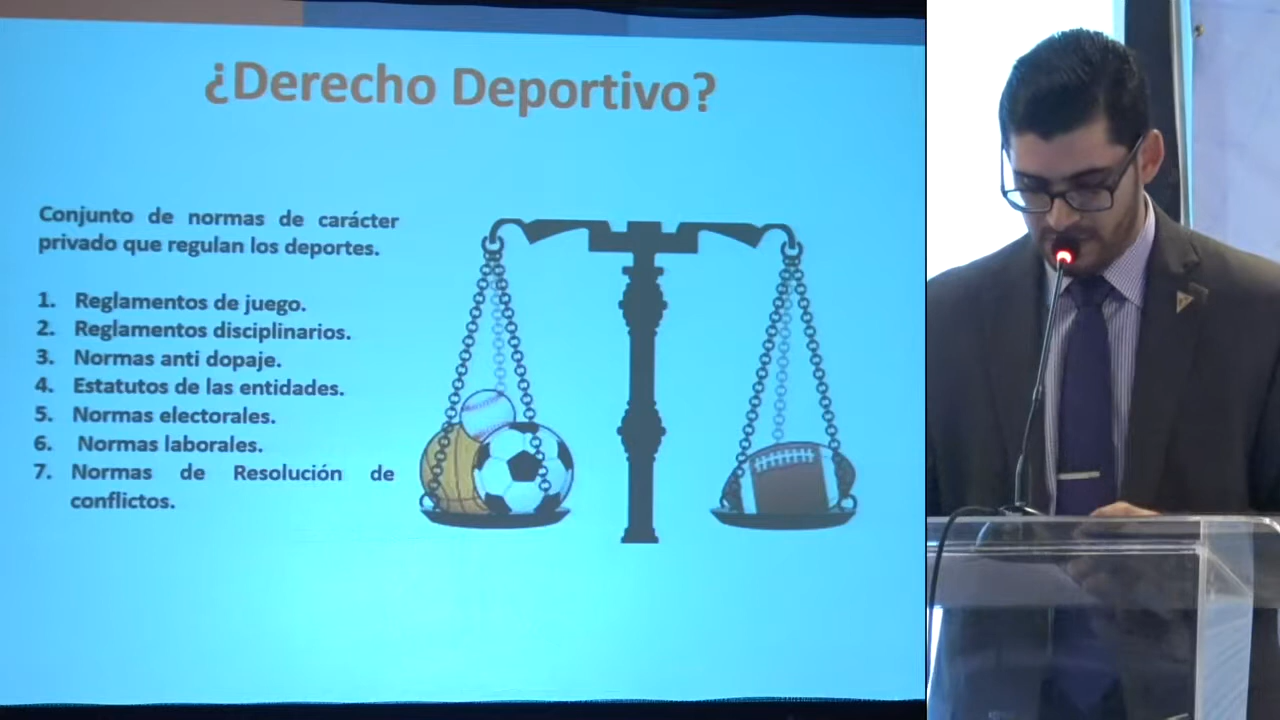 ¿Derecho Deportivo?
Conjunto de normas de carácter
privado que regulan los deportes.
1. Reglamentos de juego.
2. Reglamentos disciplinarios.
3. Normas anti dopaje.
4. Estatutos de las entidades.
5. Normas electorales.
6. Normas laborales.
7. Normas de Resolución de
conflictos.